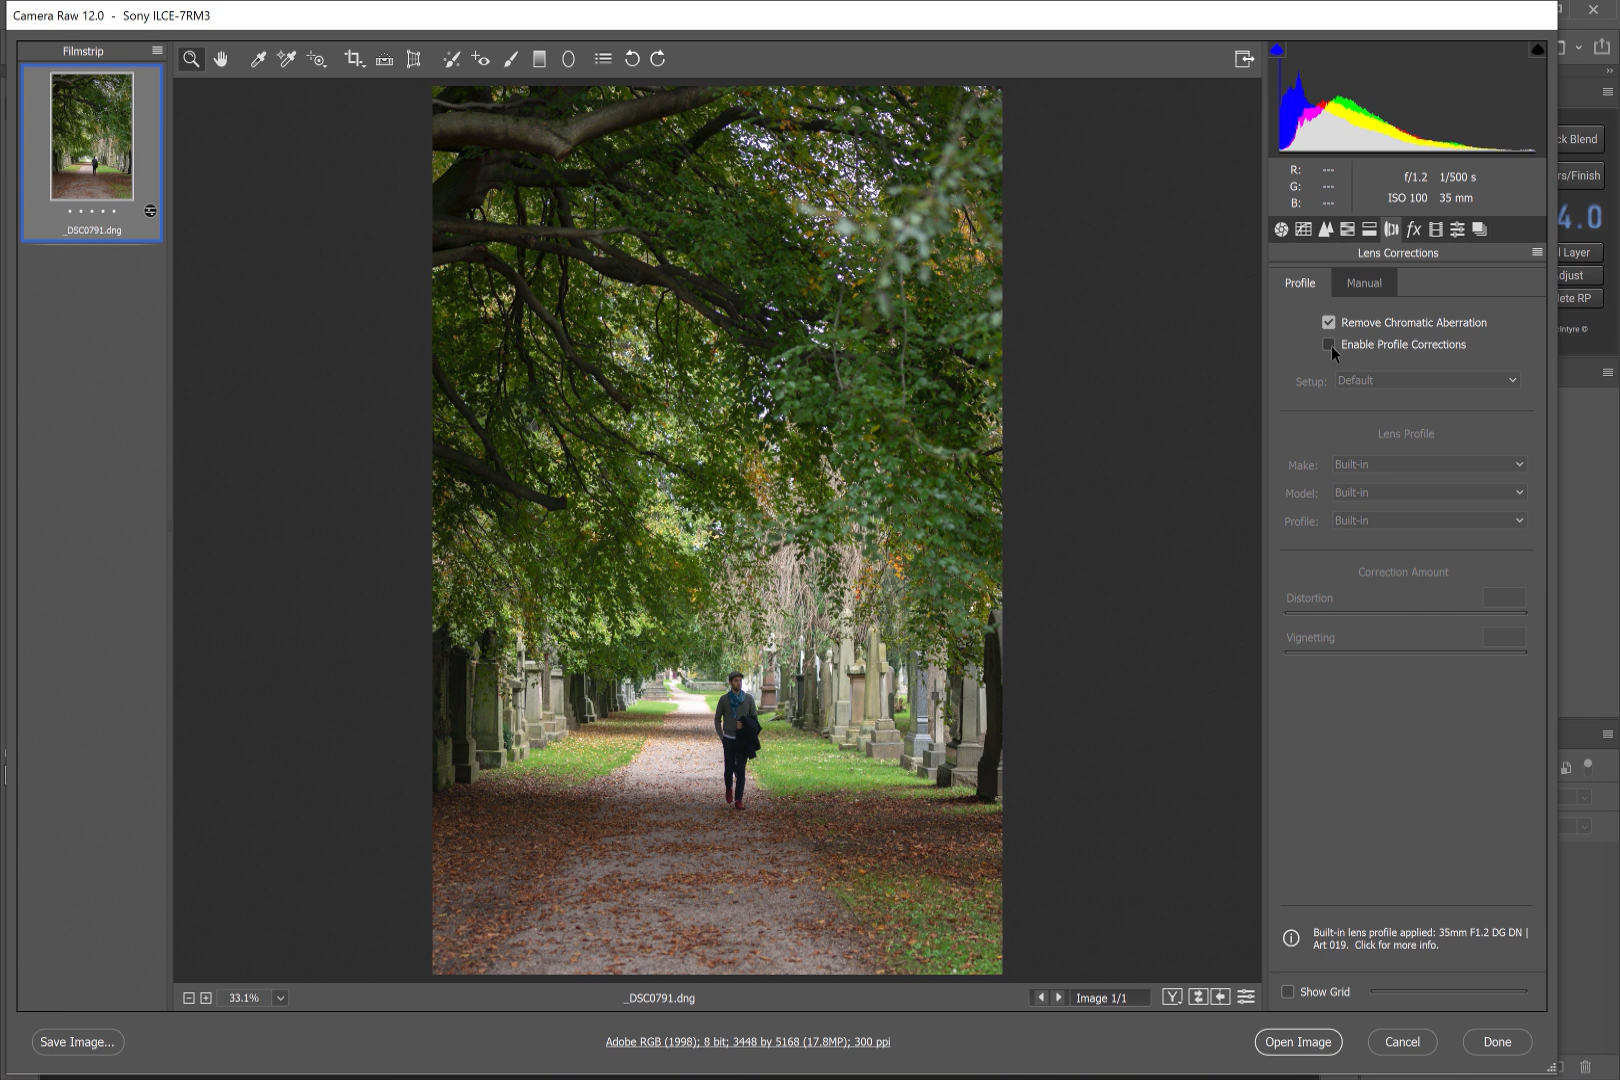 Camera Raw 12.0 - Sony ILCE-7RM3
Filmstrip
_DSC0791.dng
R: ---
G: ---
B: ---
f/1.2 1/500 s
ISO 100 35 mm
fx
Lens Corrections
Profile Manual
Remove Chromatic Aberration
Enable Profile Corrections
Setup: Default
Lens Profile
Make: Built-in
Model: Built-in
Profile: Built-in
Correction Amount
Distortion
Vignetting
Built-in lens profile applied: 35mm F1.2 DG DN |
Art 019. Click for more info.
Show Grid
33.1%
_DSC0791.dng
Image 1/1
Y
Save Image...
Adobe RGB (1998); 8 bit; 3448 by 5168 (17.8MP); 300 ppi
Open Image
Cancel
Done
ck Blend
rs/Finish
4.0
l Layer
djust
lete RP
cIntyre ©